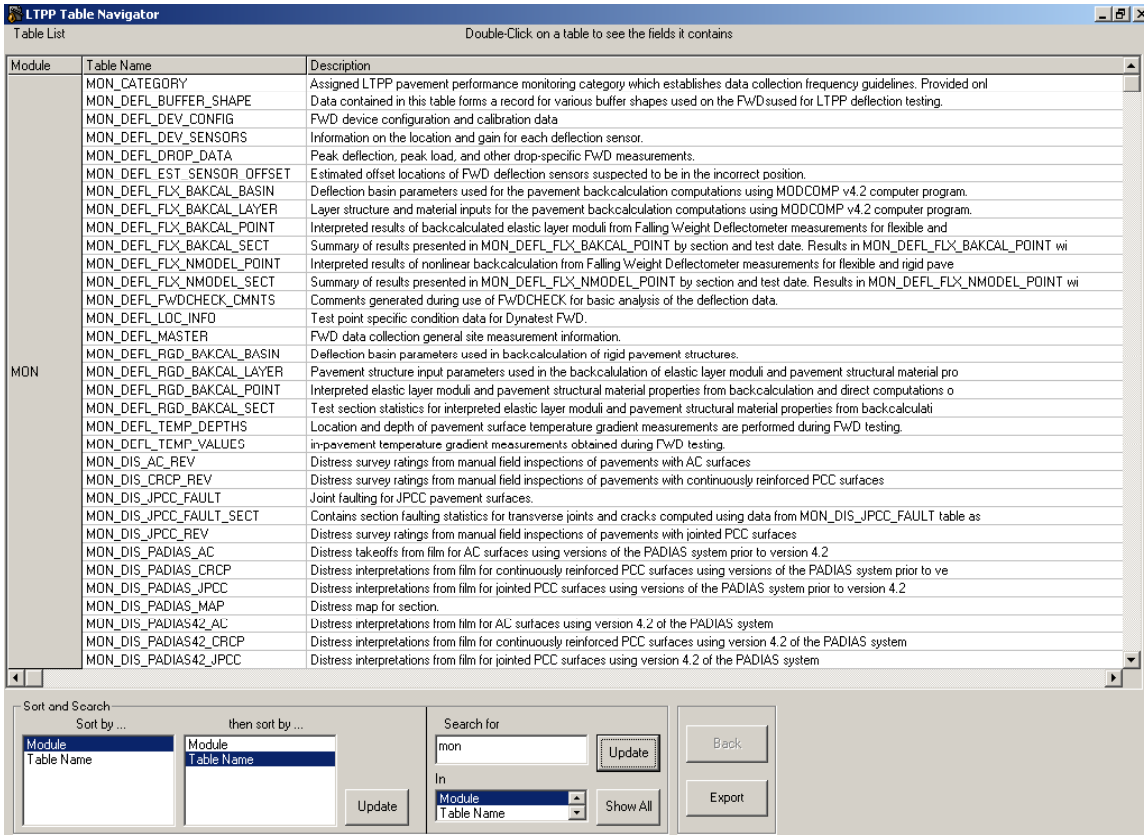 LTPP Table Navigator
Table List Double-Click on a table to see the fields it contains
Module Table Name Description
MON_CATEGORY Assigned LTPP pavement performance monitoring category which establishes data collection frequency guidelines. Provided onl
MON_DEFL_BUFFER_SHAPE Data contained in this table forms a record for various buffer shapes used on the FWDsused for LTPP deflection testing.
MON_DEFL_DEV_CONFIG FWD device configuration and calibration data
MON_DEFL_DEV_SENSORS Information on the location and gain for each deflection sensor.
MON_DEFL_DROP_DATA Peak deflection, peak load, and other drop-specific FWD measurements.
MON_DEFL_EST_SENSOR_OFFSET Estimated offset locations of FWD deflection sensors suspected to be in the incorrect position.
MON_DEFL_FLX_BAKCAL_BASIN Deflection basin parameters used for the pavement backcalculation computations using MODCOMP v4.2 computer program.
MON_DEFL_FLX_BAKCAL_LAYER Layer structure and material inputs for the pavement backcalculation computations using MODCOMP v4.2 computer program.
MON_DEFL_FLX_BAKCAL_POINT Interpreted results of backcalculated elastic layer moduli from Falling Weight Deflectometer measurements for flexible and
MON_DEFL_FLX_BAKCAL_SECT Summary of results presented in MON_DEFL_FLX_BAKCAL_POINT by section and test date. Results in MON_DEFL_FLX_BAKCAL_POINT wi
MON_DEFL_FLX_NMODEL_POINT Interpreted results of nonlinear backcalculation from Falling Weight Deflectometer measurements for flexible and rigid pave
MON_DEFL_FLX_NMODEL_SECT Summary of results presented in MON_DEFL_FLX_NMODEL_POINT by section and test date. Results in MON_DEFL_FLX_NMODEL_POINT wi
MON_DEFL_FWDCHECK_CMNTS Comments generated during use of FWDCHECK for basic analysis of the deflection data.
MON_DEFL_LOC_INFO Test point specific condition data for Dynatest FWD.
MON_DEFL_MASTER FWD data collection general site measurement information.
MON_DEFL_RGD_BAKCAL_BASIN Deflection basin parameters used in backcalculation of rigid pavement structures.
MON MON_DEFL_RGD_BAKCAL_LAYER Pavement structure input parameters used in the backcalulation of elastic layer moduli and pavement structural material pro
MON_DEFL_RGD_BAKCAL_POINT Interpreted elastic layer moduli and pavement structural material properties from backcalculation and direct computations o
MON_DEFL_RGD_BAKCAL_SECT Test section statistics for interpreted elastic layer moduli and pavement structural material properties from backcalculati
MON_DEFL_TEMP_DEPTHS Location and depth of pavement surface temperature gradient measurements are performed during FWD testing.
MON_DEFL_TEMP_VALUES in-pavement temperature gradient measurements obtained during FWD testing.
MON_DIS_AC_REV Distress survey ratings from manual field inspections of pavements with AC surfaces
MON_DIS_CRCP_REV Distress survey ratings from manual field inspections of pavements with continuously reinforced PCC surfaces
MON_DIS_JPCC_FAULT Joint faulting for JPCC pavement surfaces.
MON_DIS_JPCC_FAULT_SECT Contains section faulting statistics for transverse joints and cracks computed using data from MON_DIS_JPCC_FAULT table as
MON_DIS_JPCC_REV Distress survey ratings from manual field inspections of pavements with jointed PCC surfaces
MON_DIS_PADIAS_AC Distress takeoffs from film for AC surfaces using versions of the PADIAS system prior to version 4.2
MON_DIS_PADIAS_CRCP Distress interpretations from film for continuously reinforced PCC surfaces using versions of the PADIAS system prior to ve
MON_DIS_PADIAS_JPCC Distress interpretations from film for jointed PCC surfaces using versions of the PADIAS system prior to version 4.2
MON_DIS_PADIAS_MAP Distress map for section.
MON_DIS_PADIAS42_AC Distress interpretations from film for AC surfaces using version 4.2 of the PADIAS system
MON_DIS_PADIAS42_CRCP Distress interpretations from film for continuously reinforced PCC surfaces using version 4.2 of the PADIAS system
MON_DIS_PADIAS42_JPCC Distress interpretations from film for jointed PCC surfaces using version 4.2 of the PADIAS system
Sort and Search
Sort by ... then sort by ...
Module
Table Name
Module
Table Name
Update
Search for
mon
Update
In
Module
Table Name
Show All
Back
Export